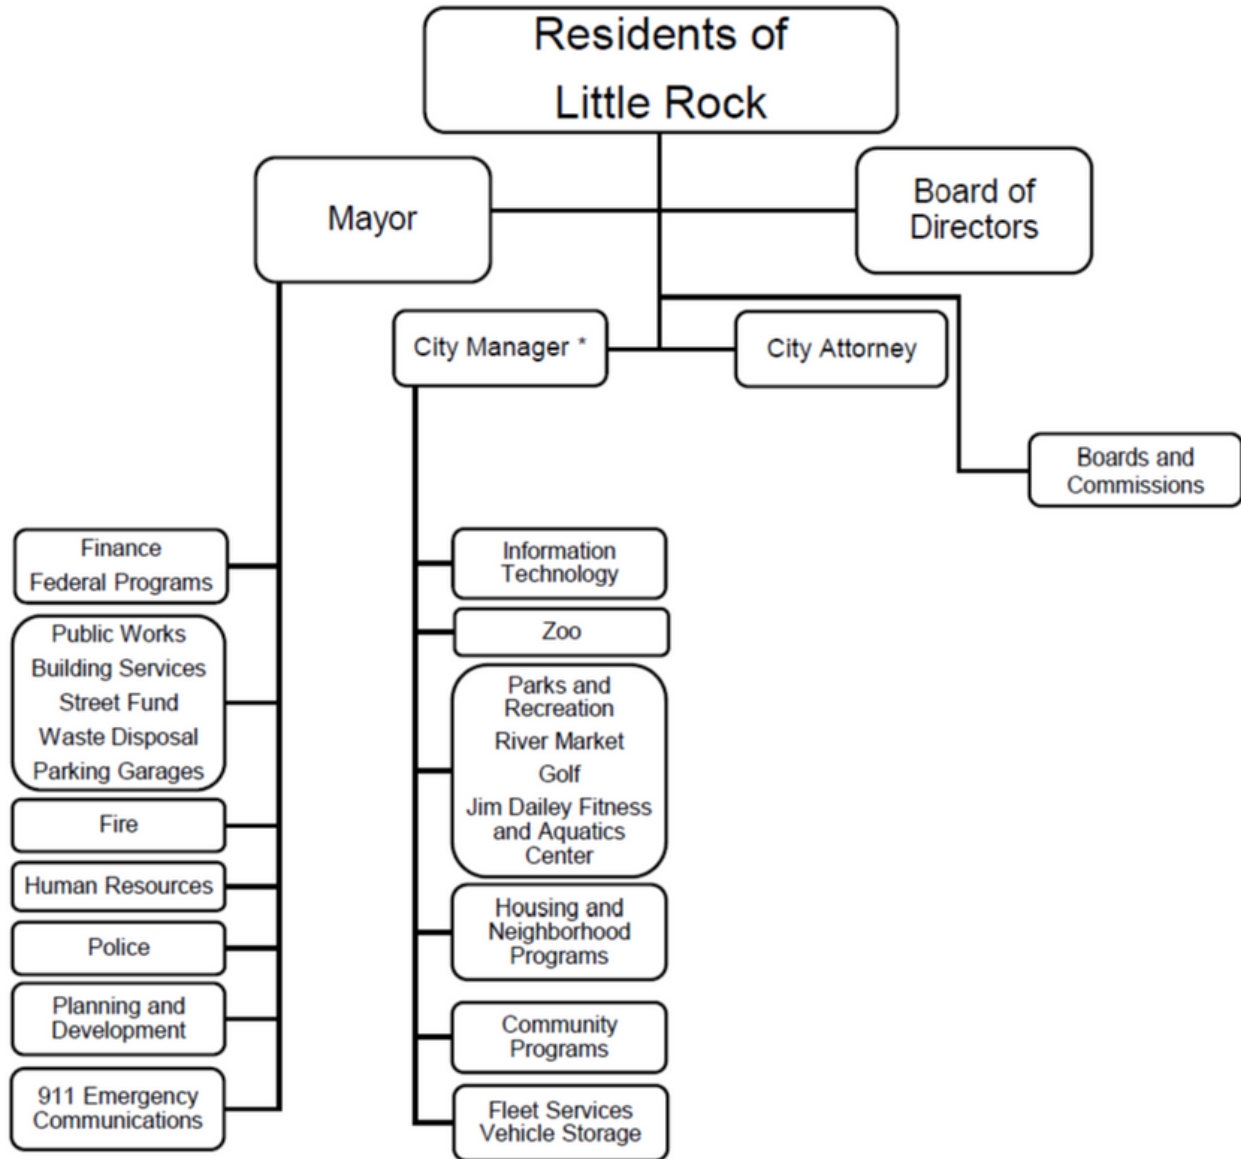 Residents of
Little Rock
Mayor
Board of
Directors
City Manager *
City Attorney
Boards and
Commissions
Finance
Federal Programs
Public Works
Building Services
Street Fund
Waste Disposal
Parking Garages
Fire
Human Resources
Police
Planning and
Development
911 Emergency
Communications
Information
Technology
Zoo
Parks and
Recreation
River Market
Golf
Jim Dailey Fitness
and Aquatics
Center
Housing and
Neighborhood
Programs
Community
Programs
Fleet Services
Vehicle Storage